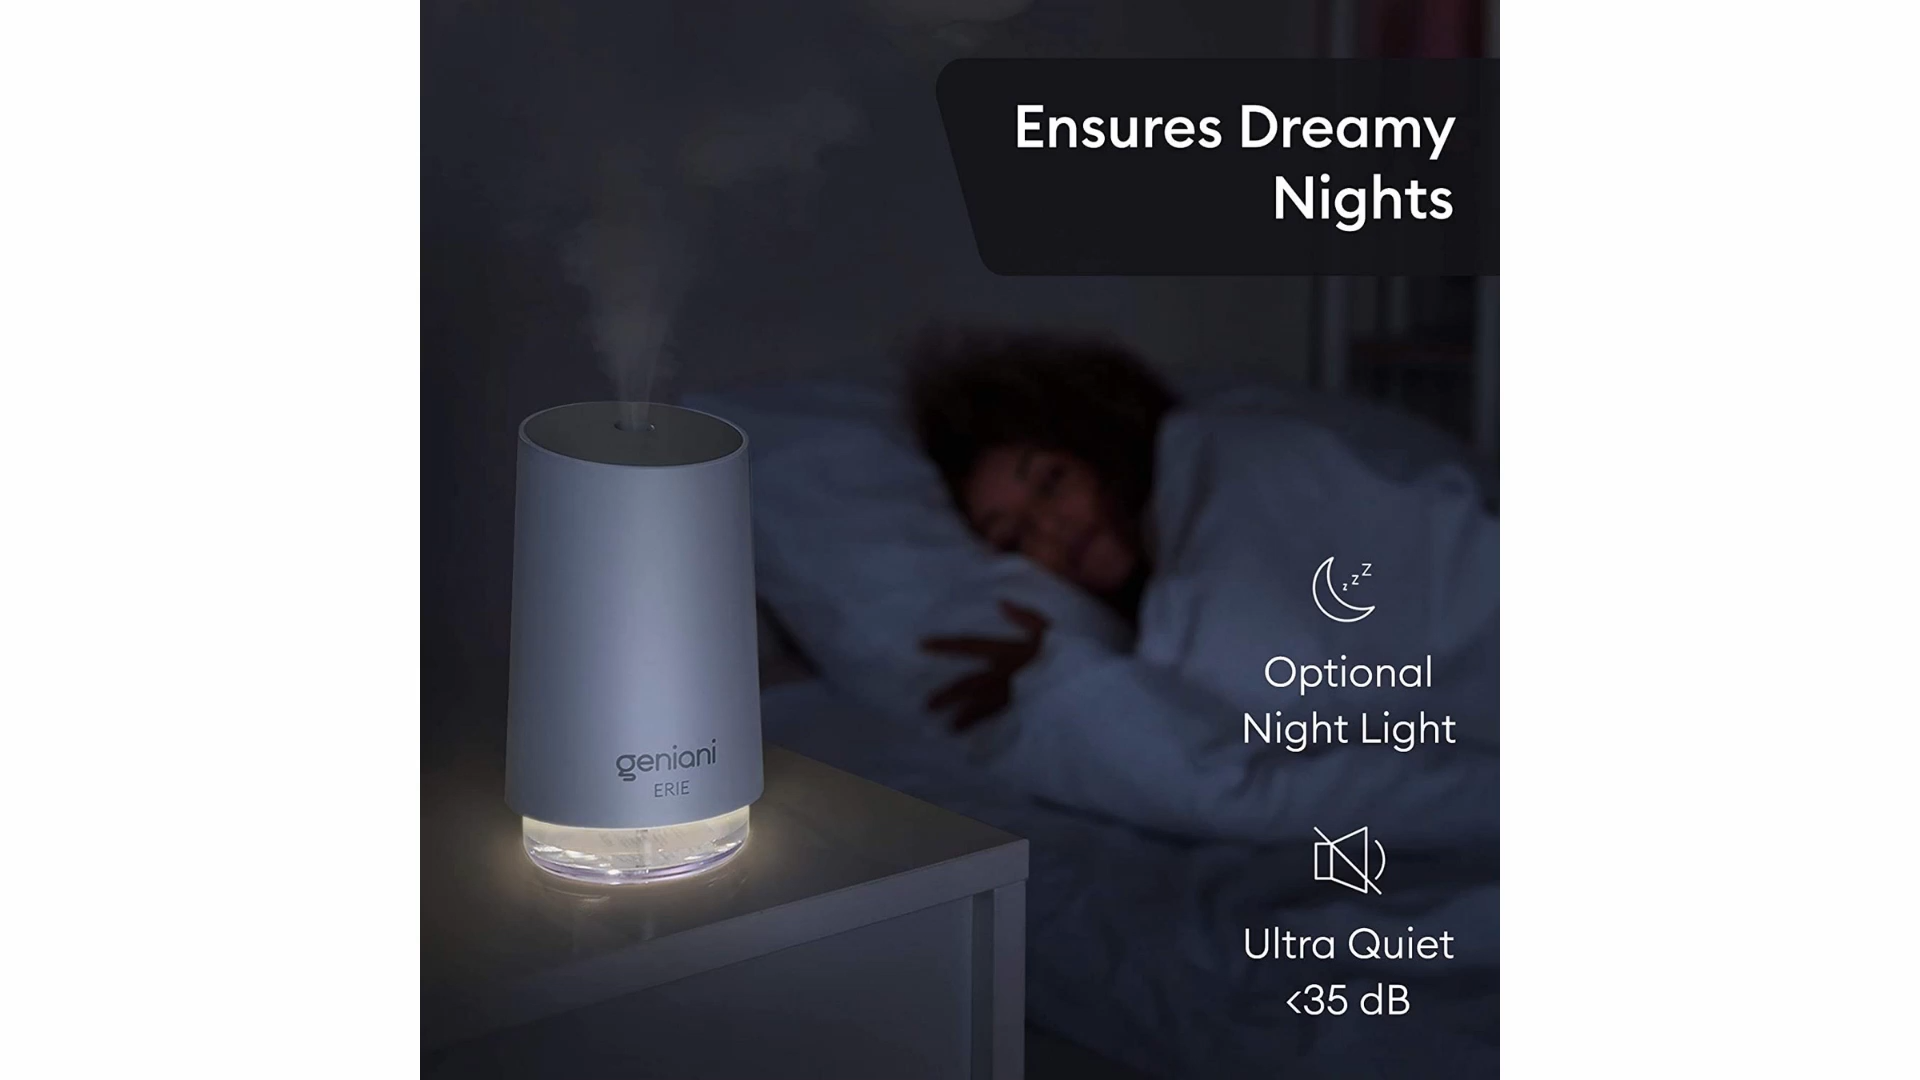 Ensures Dreamy
Nights
z z Z
Optional
Night Light
geniani
ERIE
Ultra Quiet
<35 dB